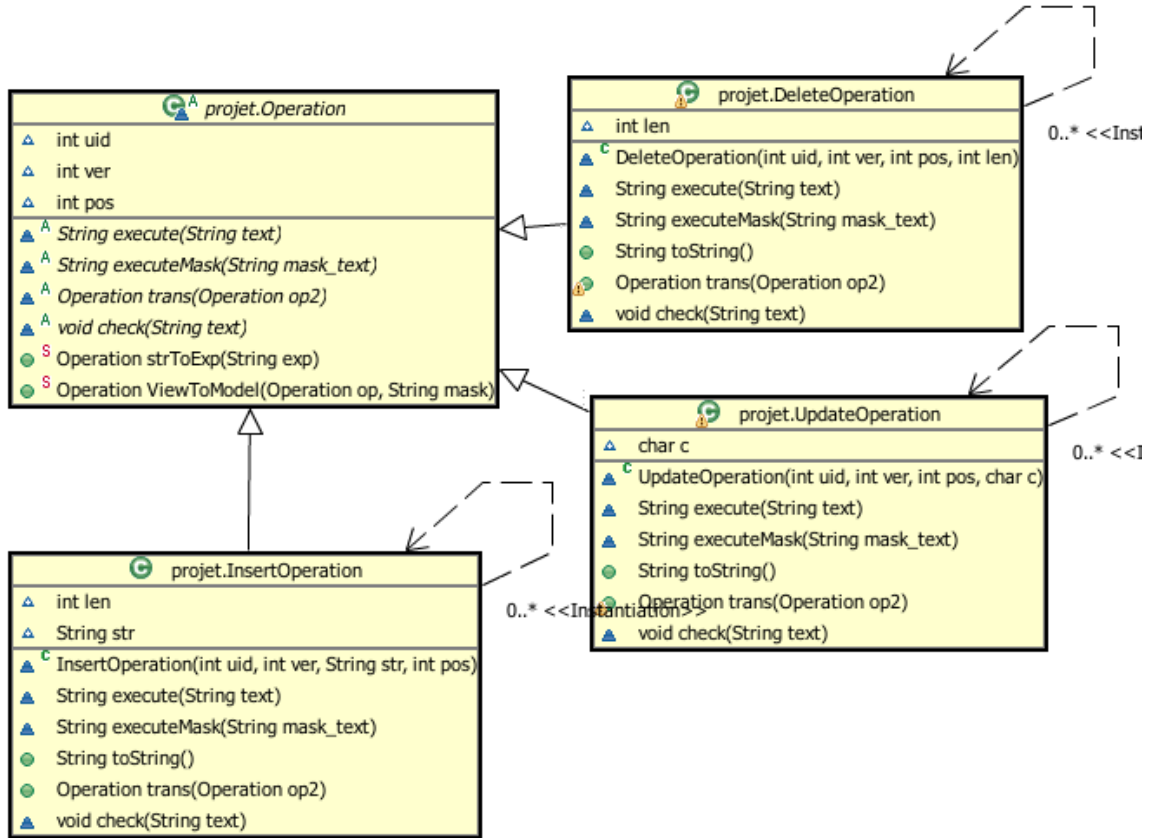 A projet.Operation
int uid
int ver
int pos
A String execute(String text)
A String executeMask(String mask_text)
A Operation trans(Operation op2)
A void check(String text)
S Operation strToExp(String exp)
S Operation ViewToModel(Operation op, String mask)
C projet.DeleteOperation
int len
C DeleteOperation(int uid, int ver, int pos, int len)
String execute(String text)
String executeMask(String mask_text)
String toString()
Operation trans(Operation op2)
void check(String text)
0..* <<Inst
C projet.UpdateOperation
char c
C UpdateOperation(int uid, int ver, int pos, char c)
String execute(String text)
String executeMask(String mask_text)
String toString()
Operation trans(Operation op2)
void check(String text)
0..* <<I
C projet.InsertOperation
int len
String str
C InsertOperation(int uid, int ver, String str, int pos)
String execute(String text)
String executeMask(String mask_text)
String toString()
Operation trans(Operation op2)
void check(String text)
0..* <<Instantiation>>